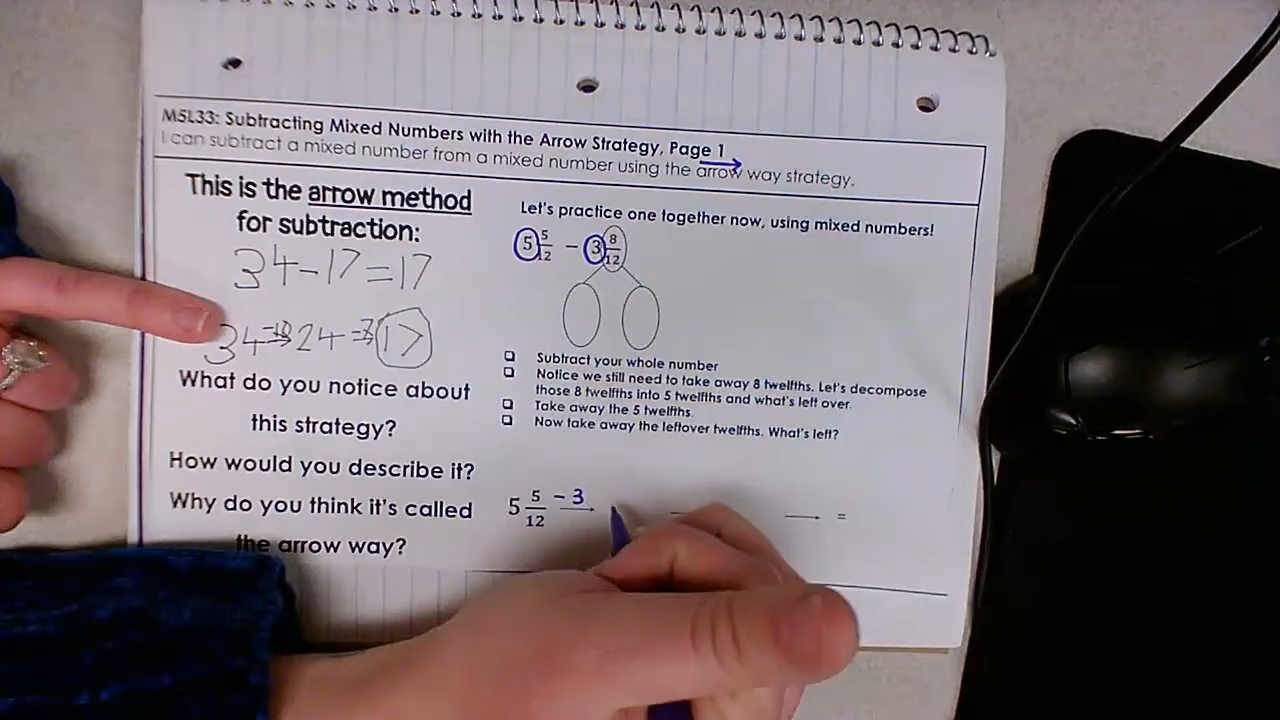 M5L33: Subtracting Mixed Numbers with the Arrow Strategy, Page 1
I can subtract a mixed number from a mixed number using the arrow way strategy.
This is the arrow method
for subtraction:
34-17=17
34 24 17
What do you notice about
this strategy?
How would you describe it?
Why do you think it's called
the arrow way?
Let's practice one together now, using mixed numbers!
5 5/12 - 3 8/12
❑ Subtract your whole number
❑ Notice we still need to take away 8 twelfths. Let's decompose
those 8 twelfths into 5 twelfths and what's left over.
❑ Take away the 5 twelfths.
❑ Now take away the leftover twelfths. What's left?
5 5/12 - 3 =